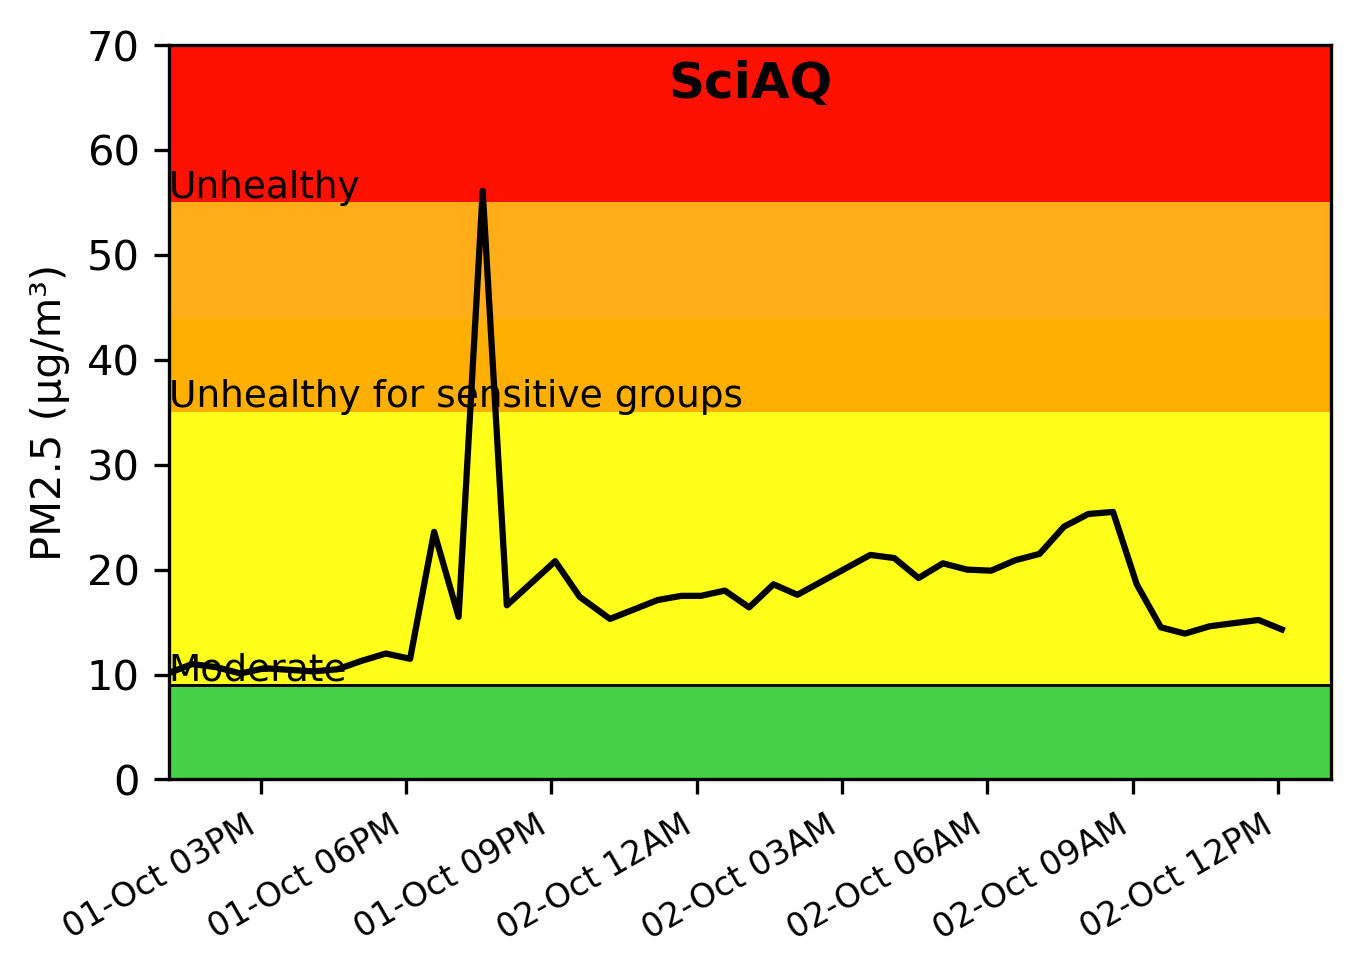 SciAQ
70
60
50
40
30
20
10
0
PM2.5 (µg/m³)
Unhealthy
Unhealthy for sensitive groups
Moderate
01-Oct 03PM
01-Oct 06PM
01-Oct 09PM
02-Oct 12AM
02-Oct 03AM
02-Oct 06AM
02-Oct 09AM
02-Oct 12PM